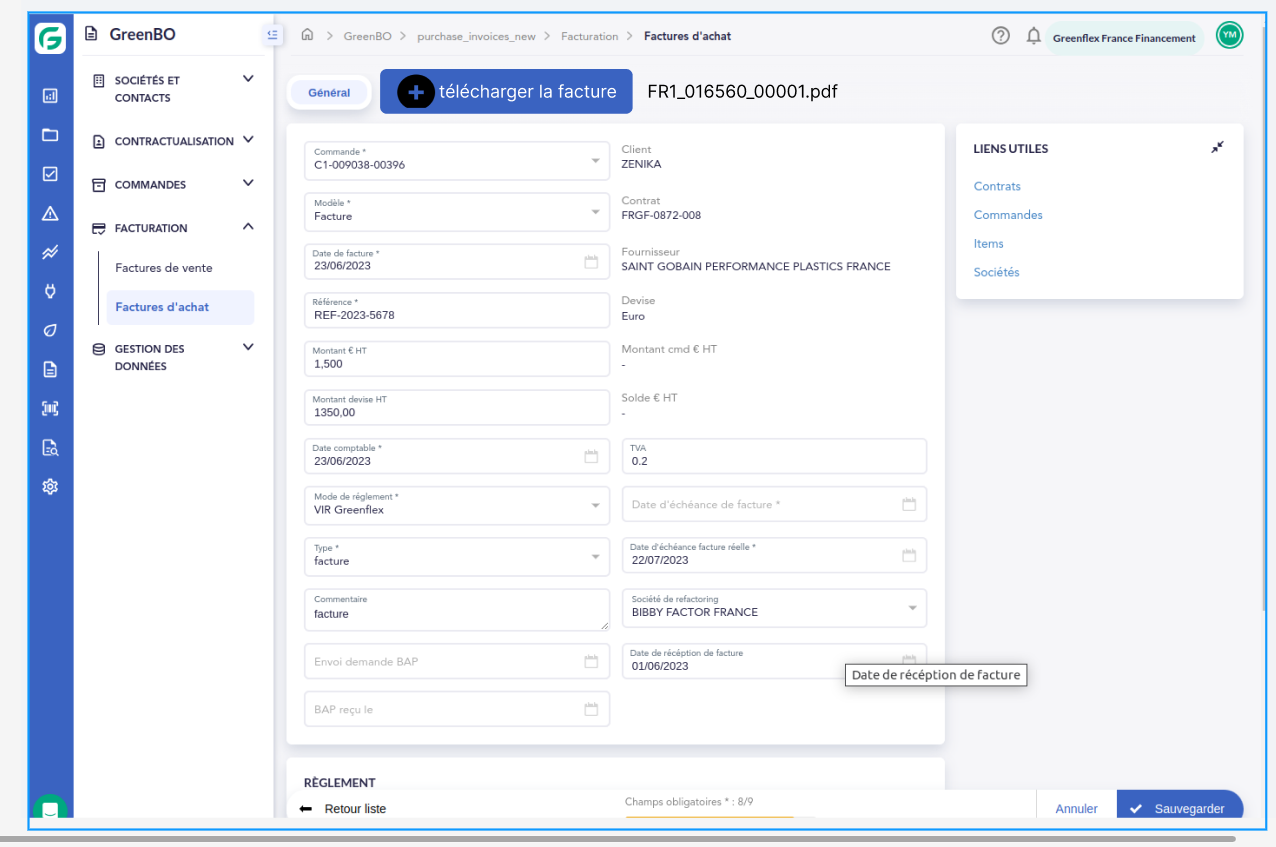 GreenBO
GreenBO > purchase_invoices_new > Facturation > Factures d'achat
Greenflex France Financement
YM
SOCIÉTÉS ET
CONTACTS
CONTRACTUALISATION
COMMANDES
FACTURATION
Factures de vente
Factures d'achat
GESTION DES
DONNÉES
Général
télécharger la facture
FR1_016560_00001.pdf
Commande *
C1-009038-00396
Client
ZENIKA
Modèle *
Facture
Contrat
FRGF-0872-008
Date de facture *
23/06/2023
Fournisseur
SAINT GOBAIN PERFORMANCE PLASTICS FRANCE
Référence *
REF-2023-5678
Devise
Euro
Montant € HT
1,500
Montant cmd € HT
-
Montant devise HT
1350,00
Solde € HT
-
Date comptable *
23/06/2023
TVA
0.2
Mode de réglement *
VIR Greenflex
Date d'échéance de facture *
Type *
facture
Date d'échéance facture réelle *
22/07/2023
Commentaire
facture
Société de refactoring
BIBBY FACTOR FRANCE
Envoi demande BAP
Date de récéption de facture
01/06/2023
Date de récéption de facture
BAP reçu le
LIENS UTILES
Contrats
Commandes
Items
Sociétés
RÈGLEMENT
Retour liste
Champs obligatoires * : 8/9
Annuler
Sauvegarder